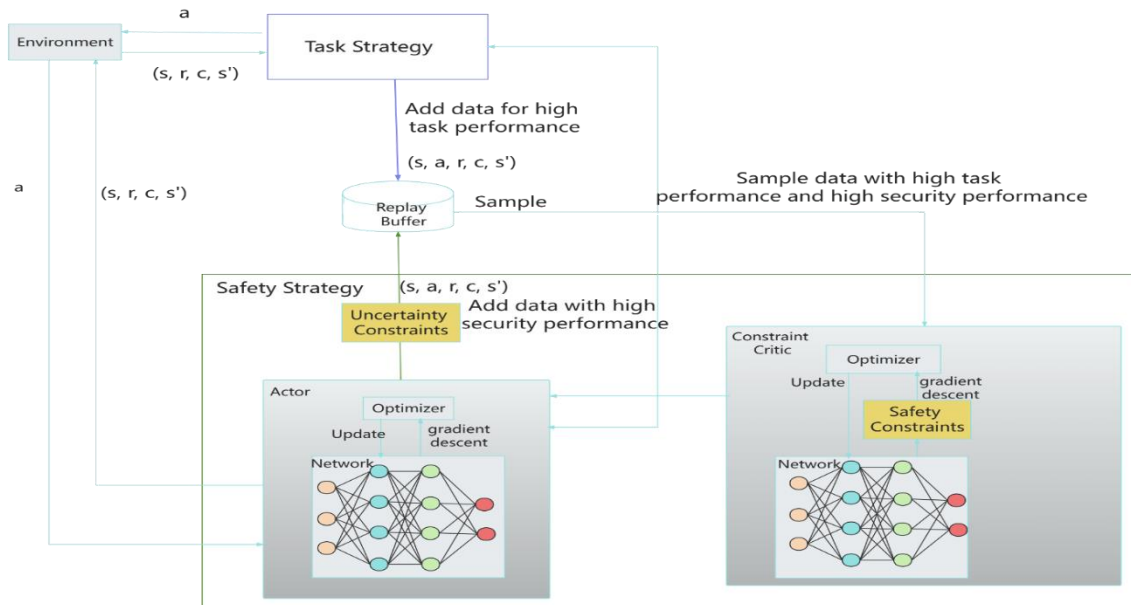 a
Environment
Task Strategy
(s, r, c, s')
Add data for high
task performance
(s, a, r, c, s')
a
(s, r, c, s')
Replay
Buffer
Sample
Sample data with high task
performance and high security performance
Safety Strategy
(s, a, r, c, s')
Uncertainty
Constraints
Add data with high
security performance
Actor
Optimizer
Update
gradient
descent
Network
Constraint
Critic
Optimizer
Update
gradient
descent
Safety
Constraints
Network